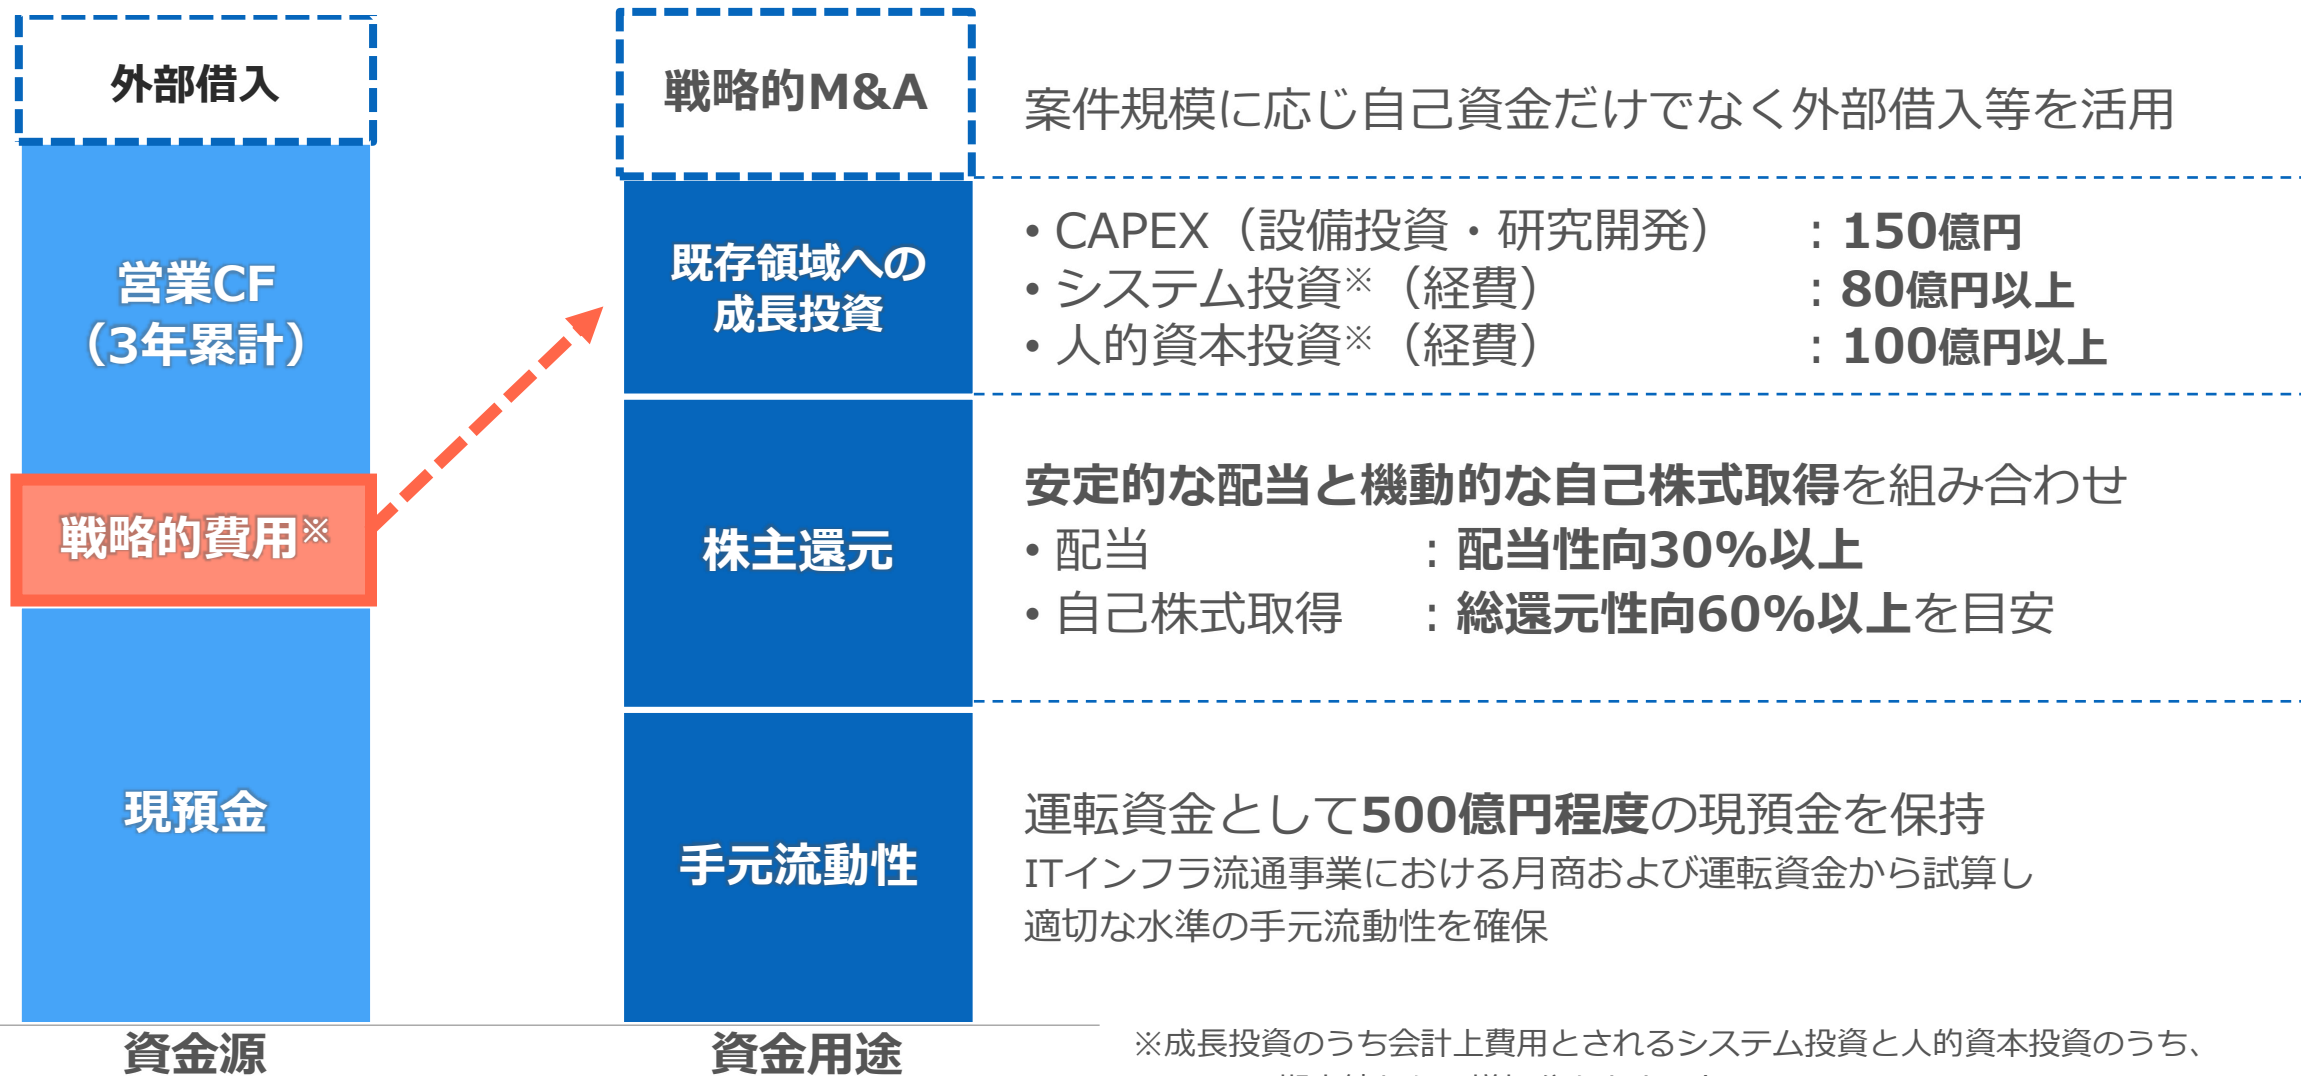 外部借入
営業CF
（3年累計）
戦略的費用※
現預金
資金源
戦略的M&A
既存領域への
成長投資
株主還元
手元流動性
資金用途
案件規模に応じ自己資金だけでなく外部借入等を活用
• CAPEX（設備投資・研究開発） : 150億円
• システム投資※（経費） : 80億円以上
• 人的資本投資※（経費） : 100億円以上
安定的な配当と機動的な自己株式取得を組み合わせ
• 配当 : 配当性向30%以上
• 自己株式取得 : 総還元性向60%以上を目安
運転資金として500億円程度の現預金を保持
ITインフラ流通事業における月商および運転資金から試算し
適切な水準の手元流動性を確保
※成長投資のうち会計上費用とされるシステム投資と人的資本投資のうち、